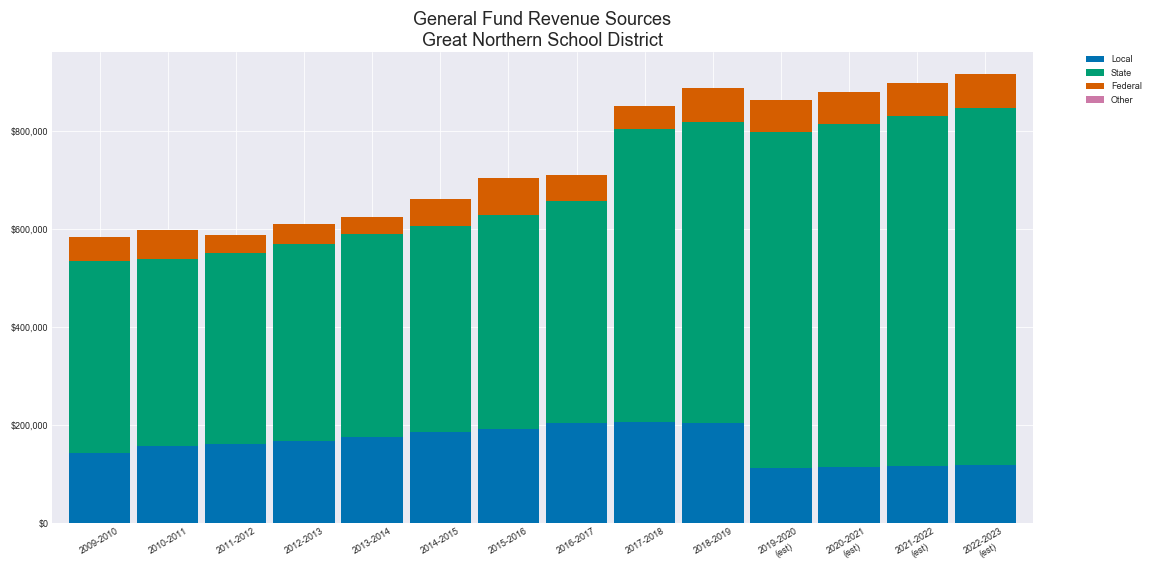 General Fund Revenue Sources
Great Northern School District
Local
State
Federal
Other
$800,000
$600,000
$400,000
$200,000
$0
2009-2010
2010-2011
2011-2012
2012-2013
2013-2014
2014-2015
2015-2016
2016-2017
2017-2018
2018-2019
2019-2020
(est)
2020-2021
(est)
2021-2022
(est)
2022-2023
(est)